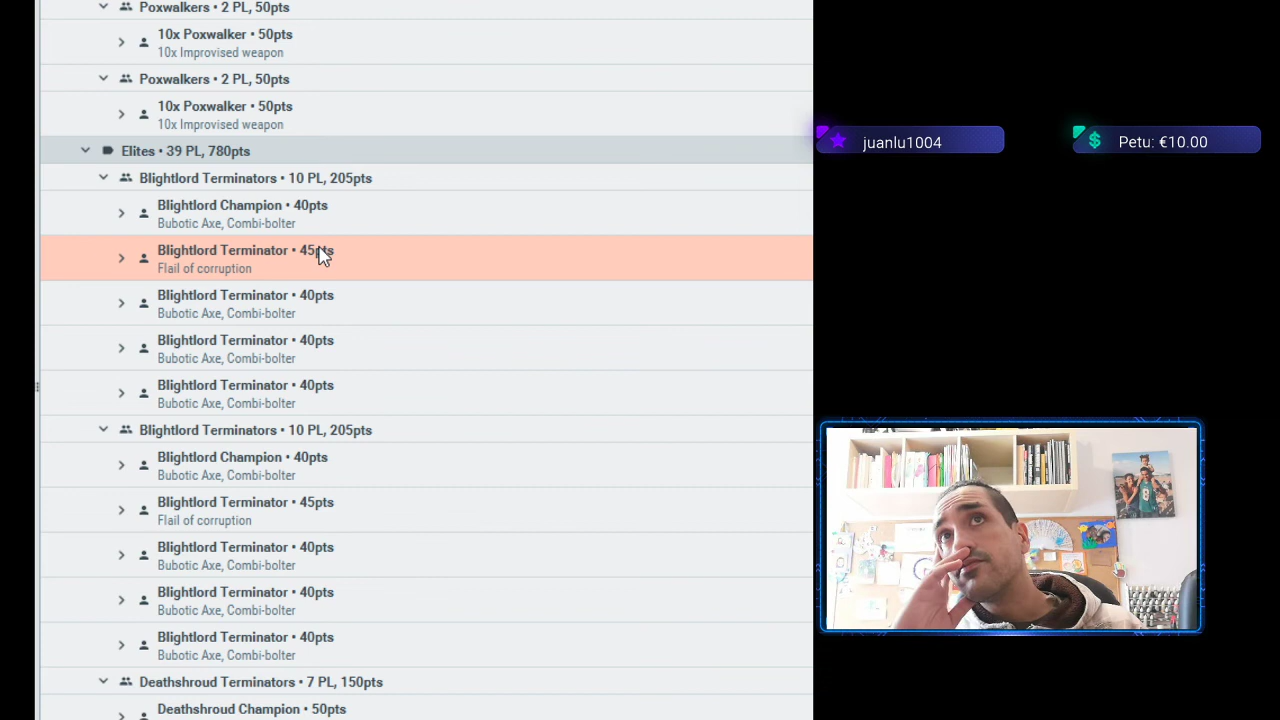 Poxwalkers • 2 PL, 50pts
10x Poxwalker • 50pts
10x Improvised weapon
Poxwalkers • 2 PL, 50pts
10x Poxwalker • 50pts
10x Improvised weapon
Elites • 39 PL, 780pts
Blightlord Terminators • 10 PL, 205pts
Blightlord Champion • 40pts
Bubotic Axe, Combi-bolter
Blightlord Terminator • 45pts
Flail of corruption
Blightlord Terminator • 40pts
Bubotic Axe, Combi-bolter
Blightlord Terminator • 40pts
Bubotic Axe, Combi-bolter
Blightlord Terminator • 40pts
Bubotic Axe, Combi-bolter
Blightlord Terminators • 10 PL, 205pts
Blightlord Champion • 40pts
Bubotic Axe, Combi-bolter
Blightlord Terminator • 45pts
Flail of corruption
Blightlord Terminator • 40pts
Bubotic Axe, Combi-bolter
Blightlord Terminator • 40pts
Bubotic Axe, Combi-bolter
Blightlord Terminator • 40pts
Bubotic Axe, Combi-bolter
Deathshroud Terminators • 7 PL, 150pts
Deathshroud Champion • 50pts
juanlu1004
$ Petu: €10.00